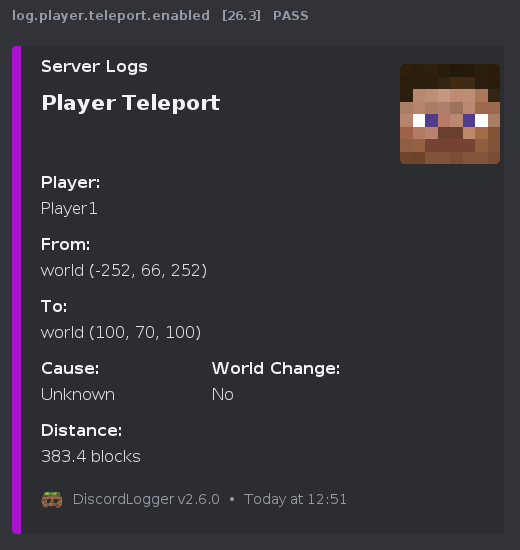 log.player.teleport.enabled [26.3] PASS
Server Logs
Player Teleport
Player:
Player1
From:
world (-252, 66, 252)
To:
world (100, 70, 100)
Cause: World Change:
Unknown No
Distance:
383.4 blocks
DiscordLogger v2.6.0 • Today at 12:51